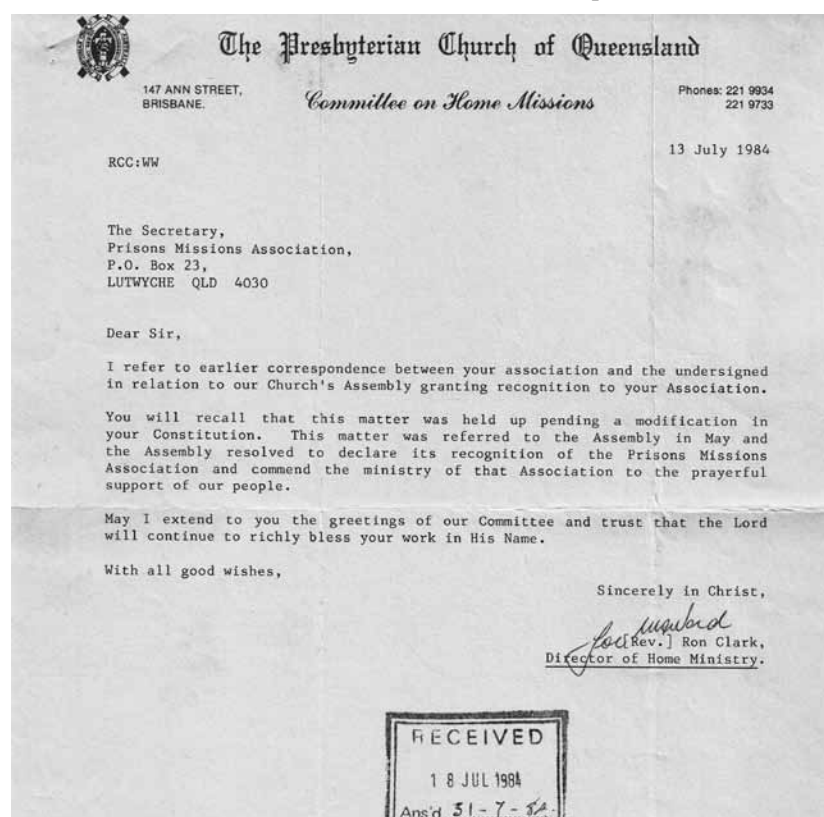 The Presbyterian Church of Queensland
147 ANN STREET,
BRISBANE.
Committee on Home Missions
Phones: 221 9934
221 9733
13 July 1984
RCC:WW
The Secretary,
Prisons Missions Association,
P.O. Box 23,
LUTWYCHE QLD 4030
Dear Sir,
I refer to earlier correspondence between your association and the undersigned
in relation to our Church's Assembly granting recognition to your Association.
You will recall that this matter was held up pending a modification in
your Constitution. This matter was referred to the Assembly in May and
the Assembly resolved to declare its recognition of the Prisons Missions
Association and commend the ministry of that Association to the prayerful
support of our people.
May I extend to you the greetings of our Committee and trust that the Lord
will continue to richly bless your work in His Name.
With all good wishes,
Sincerely in Christ,
for
[Rev.] Ron Clark,
Director of Home Ministry.
RECEIVED
18 JUL 1984
Ans'd 31-7-84.